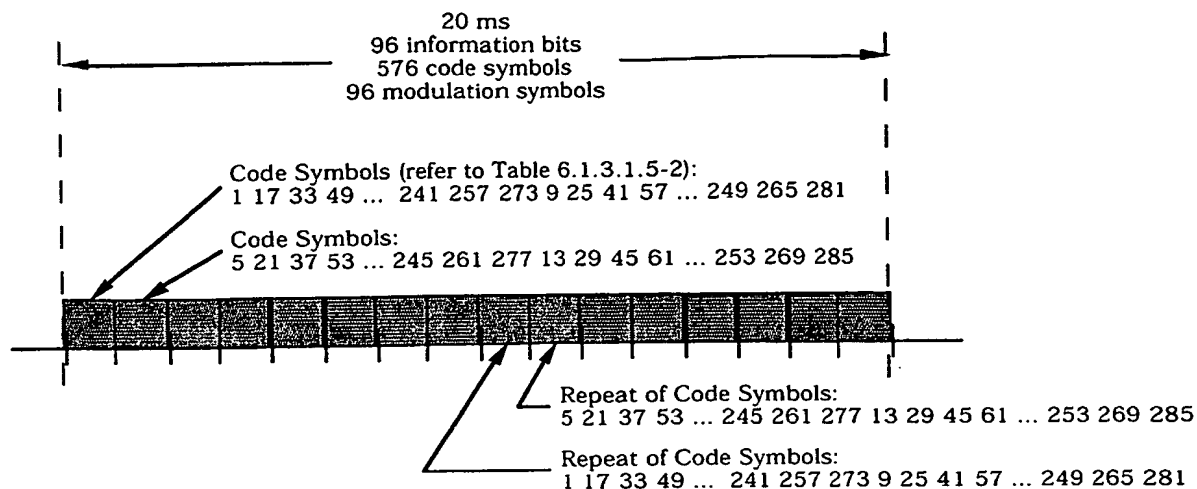 20 ms
96 information bits
576 code symbols
96 modulation symbols
Code Symbols (refer to Table 6.1.3.1.5-2):
1 17 33 49 ... 241 257 273 9 25 41 57 ... 249 265 281
Code Symbols:
5 21 37 53 ... 245 261 277 13 29 45 61 ... 253 269 285
Repeat of Code Symbols:
5 21 37 53 ... 245 261 277 13 29 45 61 ... 253 269 285
Repeat of Code Symbols:
1 17 33 49 ... 241 257 273 9 25 41 57 ... 249 265 281